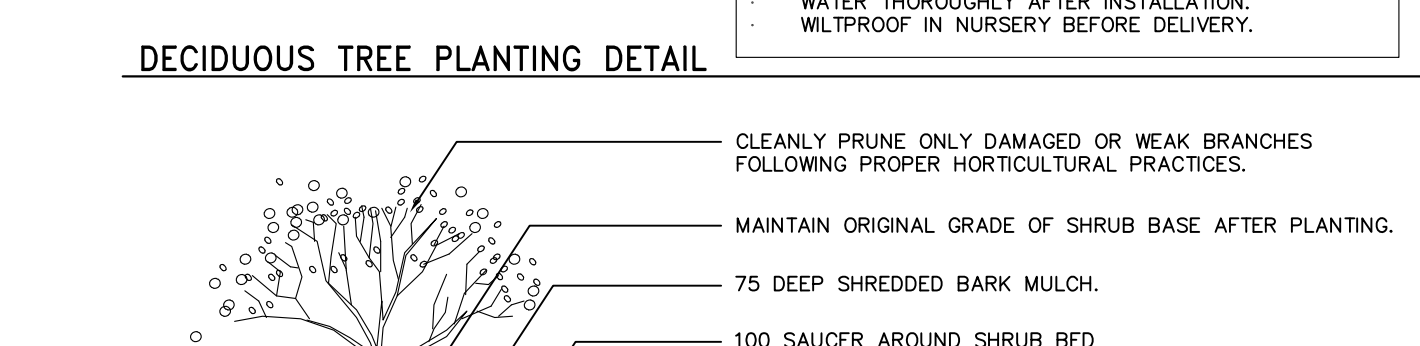 · WATER THOROUGHLY AFTER INSTALLATION.
· WILTPROOF IN NURSERY BEFORE DELIVERY.
DECIDUOUS TREE PLANTING DETAIL
CLEANLY PRUNE ONLY DAMAGED OR WEAK BRANCHES
FOLLOWING PROPER HORTICULTURAL PRACTICES.
MAINTAIN ORIGINAL GRADE OF SHRUB BASE AFTER PLANTING.
75 DEEP SHREDDED BARK MULCH.
100 SAUCER AROUND SHRUB BED